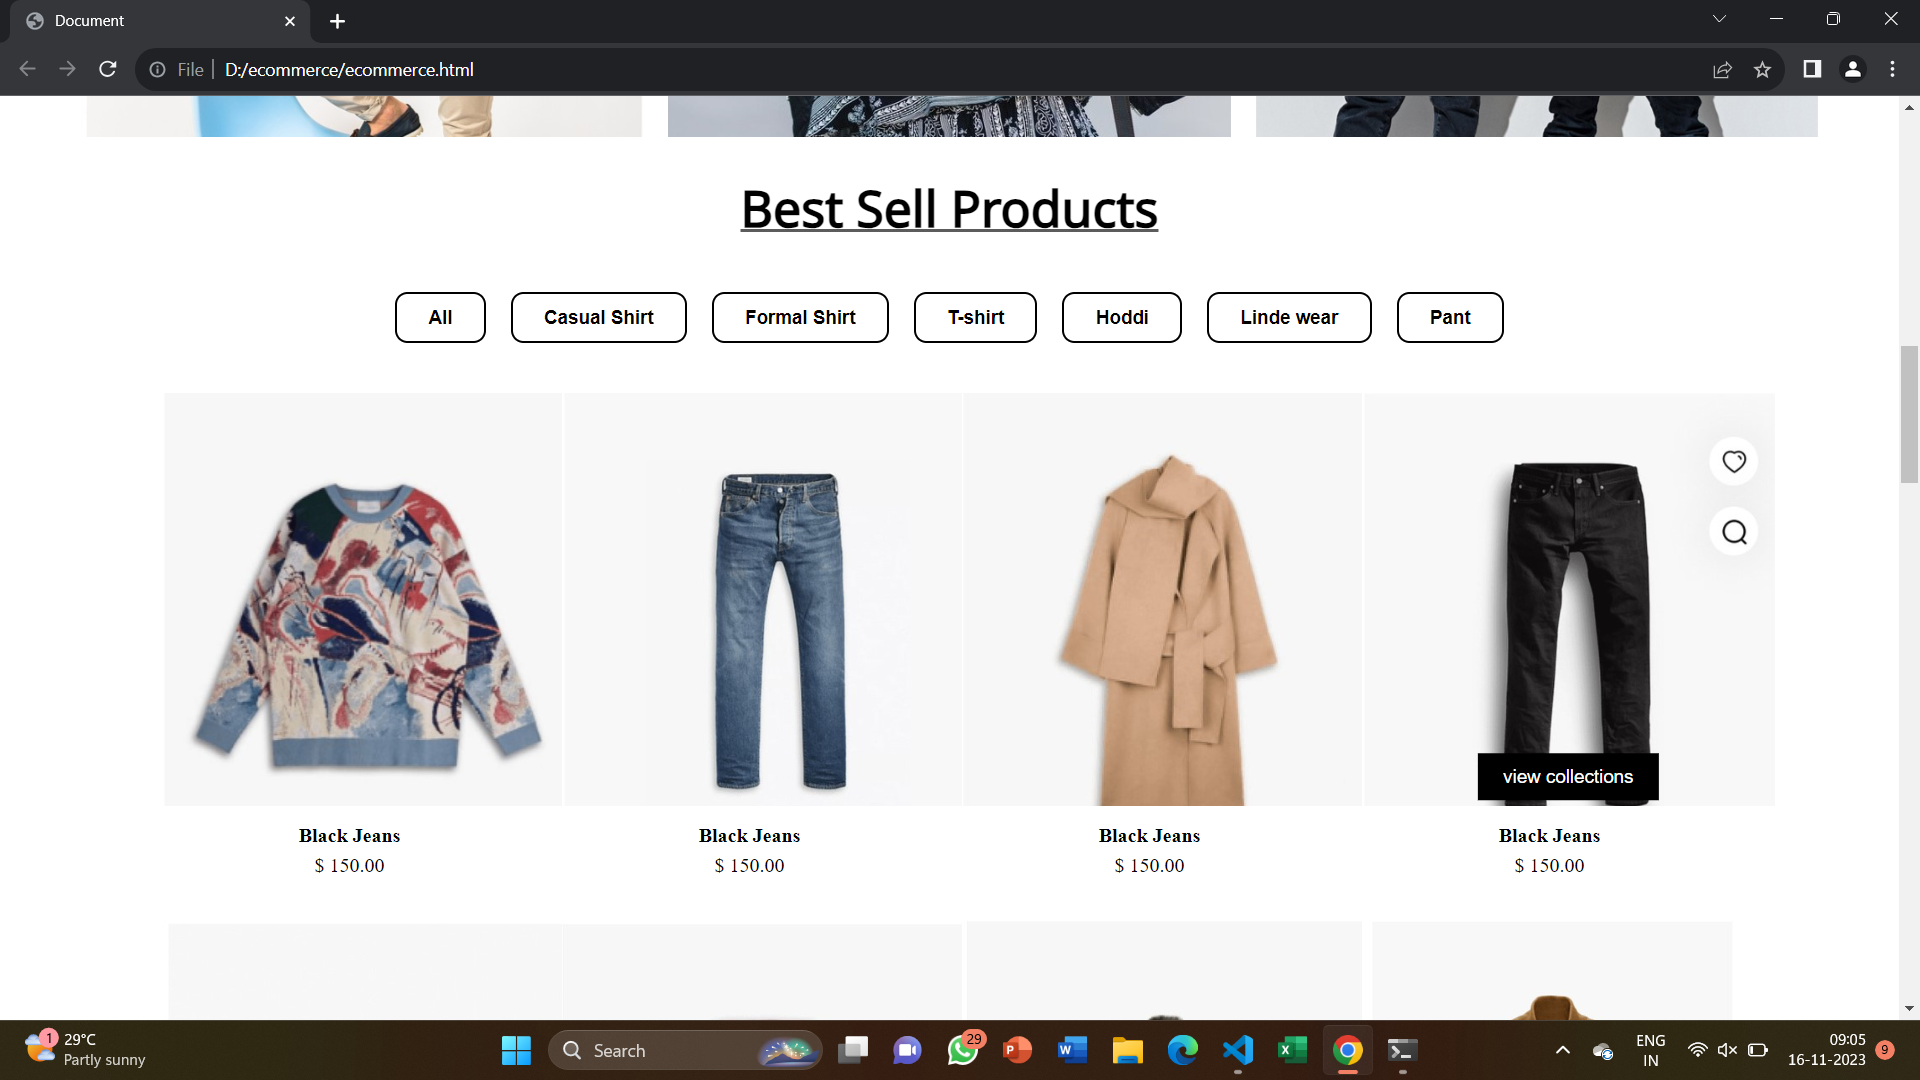 Document
File
D:/ecommerce/ecommerce.html
Best Sell Products
All
Casual Shirt
Formal Shirt
T-shirt
Hoddi
Linde wear
Pant
view collections
Black Jeans
$ 150.00
Black Jeans
$ 150.00
Black Jeans
$ 150.00
Black Jeans
$ 150.00
1
29°C
Partly sunny
Search
29
ENG
IN
09:05
16-11-2023
9